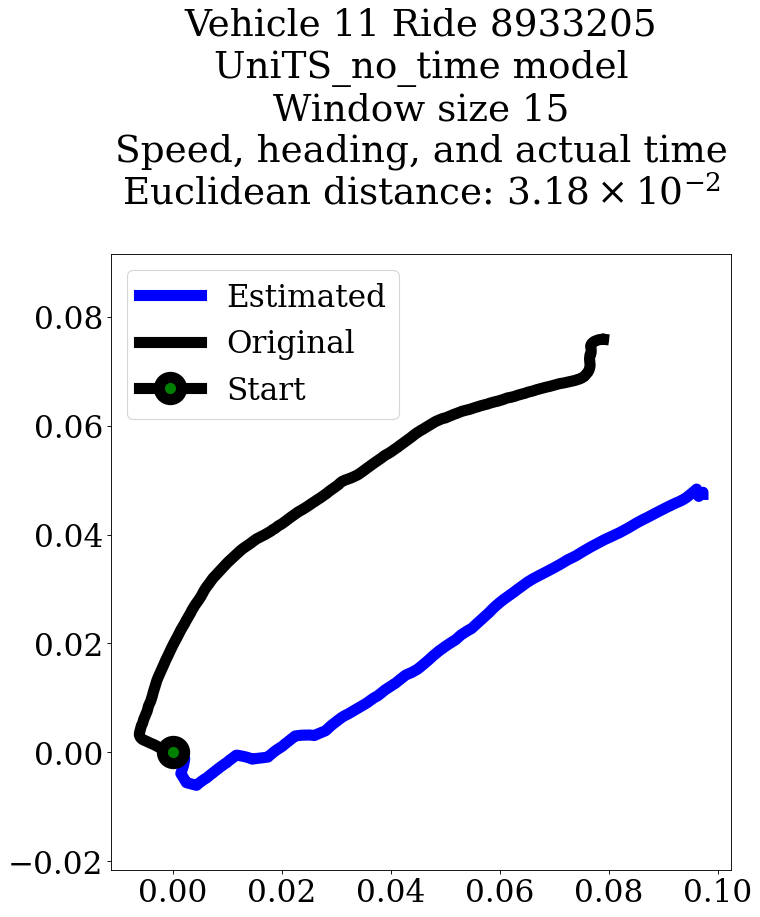 Vehicle 11 Ride 8933205
UniTS_no_time model
Window size 15
Speed, heading, and actual time
Euclidean distance: 3.18 × 10⁻²
Estimated
Original
Start
0.08
0.06
0.04
0.02
0.00
−0.02
0.00 0.02 0.04 0.06 0.08 0.10